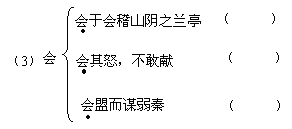 会于会稽山阴之兰亭 (  )
(3) 会 会其怒，不敢献 (  )
会盟而谋弱秦 (  )